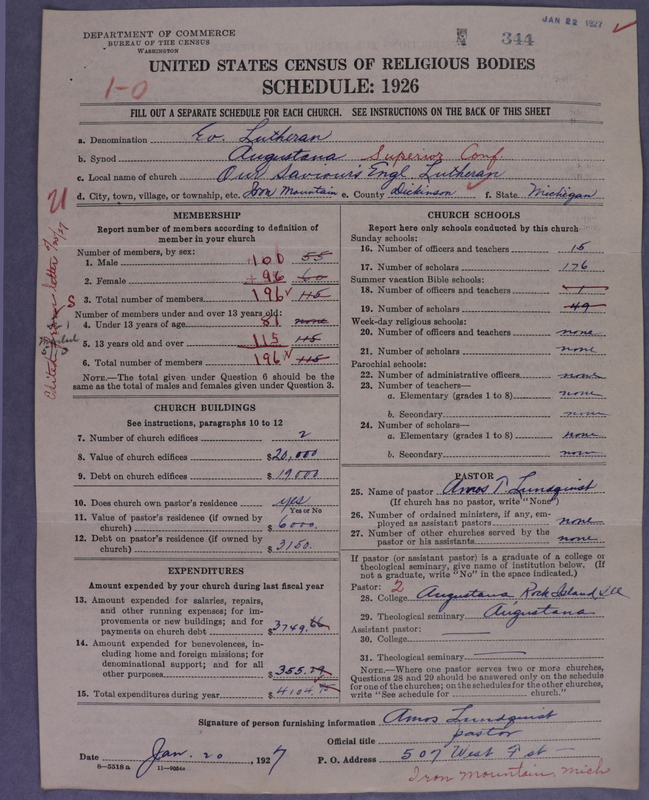 JAN 22 1927
DEPARTMENT OF COMMERCE
BUREAU OF THE CENSUS
WASHINGTON
344
1-0
UNITED STATES CENSUS OF RELIGIOUS BODIES
SCHEDULE: 1926
FILL OUT A SEPARATE SCHEDULE FOR EACH CHURCH. SEE INSTRUCTIONS ON THE BACK OF THIS SHEET
a. Denomination Ev. Lutheran
b. Synod Augustana Superior Conf.
c. Local name of church Our Saviours Engl. Lutheran
d. City, town, village, or township, etc. Iron Mountain e. County Dickinson f. State Michigan
MEMBERSHIP
Report number of members according to definition of
member in your church
Number of members, by sex:
1. Male 100 55
2. Female + 96 60
3. Total number of members 196 115
Number of members under and over 13 years old:
4. Under 13 years of age 81 none
5. 13 years old and over 115 115
6. Total number of members 196 115
NOTE.—The total given under Question 6 should be
the same as the total of males and females given under Question 3.
CHURCH BUILDINGS
See instructions, paragraphs 10 to 12
7. Number of church edifices 2
8. Value of church edifices $20,000
9. Debt on church edifices $19000
10. Does church own pastor's residence yes
Yes or No
11. Value of pastor's residence (if owned by
church) $6000.
12. Debt on pastor's residence (if owned by
church) $3150.
EXPENDITURES
Amount expended by your church during last fiscal year
13. Amount expended for salaries, repairs,
and other running expenses; for im-
provements or new buildings; and for
payments on church debt $3749.66
14. Amount expended for benevolences, in-
cluding home and foreign missions; for
denominational support; and for all
other purposes $355.79
15. Total expenditures during year $4104
CHURCH SCHOOLS
Report here only schools conducted by this church
Sunday schools:
16. Number of officers and teachers 15
17. Number of scholars 176
Summer vacation Bible schools:
18. Number of officers and teachers 1
19. Number of scholars 49
Week-day religious schools:
20. Number of officers and teachers none
21. Number of scholars none
Parochial schools:
22. Number of administrative officers none
23. Number of teachers—
a. Elementary (grades 1 to 8) none
b. Secondary none
24. Number of scholars—
a. Elementary (grades 1 to 8) none
b. Secondary none
PASTOR
25. Name of pastor Amos T. Lundquist
(If church has no pastor, write "None")
26. Number of ordained ministers, if any, em-
ployed as assistant pastors none
27. Number of other churches served by the
pastor or his assistants none
If pastor (or assistant pastor) is a graduate of a college or
theological seminary, give name of institution below. (If
not a graduate, write "No" in the space indicated.)
Pastor: 2
28. College Augustana Rock Island Ill
29. Theological seminary Augustana
Assistant pastor:
30. College
31. Theological seminary
NOTE.—Where one pastor serves two or more churches,
Questions 28 and 29 should be answered only on the schedule
for one of the churches; on the schedules for the other churches,
write "See schedule for church."
Signature of person furnishing information Amos Lundquist
Official title pastor
Date Jan. 20, 1927 P. O. Address 507 West F st
8—5518a
Iron Mountain, Mich